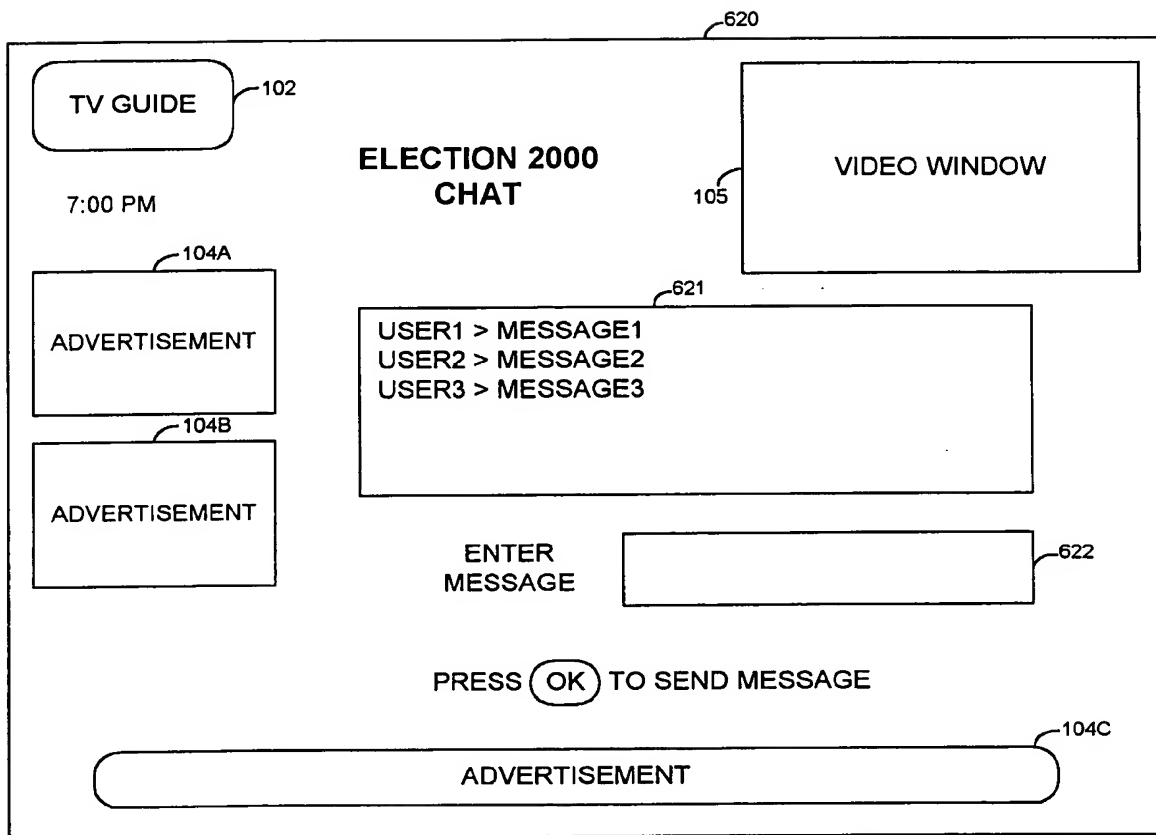 620
TV GUIDE
102
ELECTION 2000
CHAT
VIDEO WINDOW
105
7:00 PM
104A
ADVERTISEMENT
621
USER1 > MESSAGE1
USER2 > MESSAGE2
USER3 > MESSAGE3
104B
ADVERTISEMENT
ENTER
MESSAGE
622
PRESS OK TO SEND MESSAGE
104C
ADVERTISEMENT